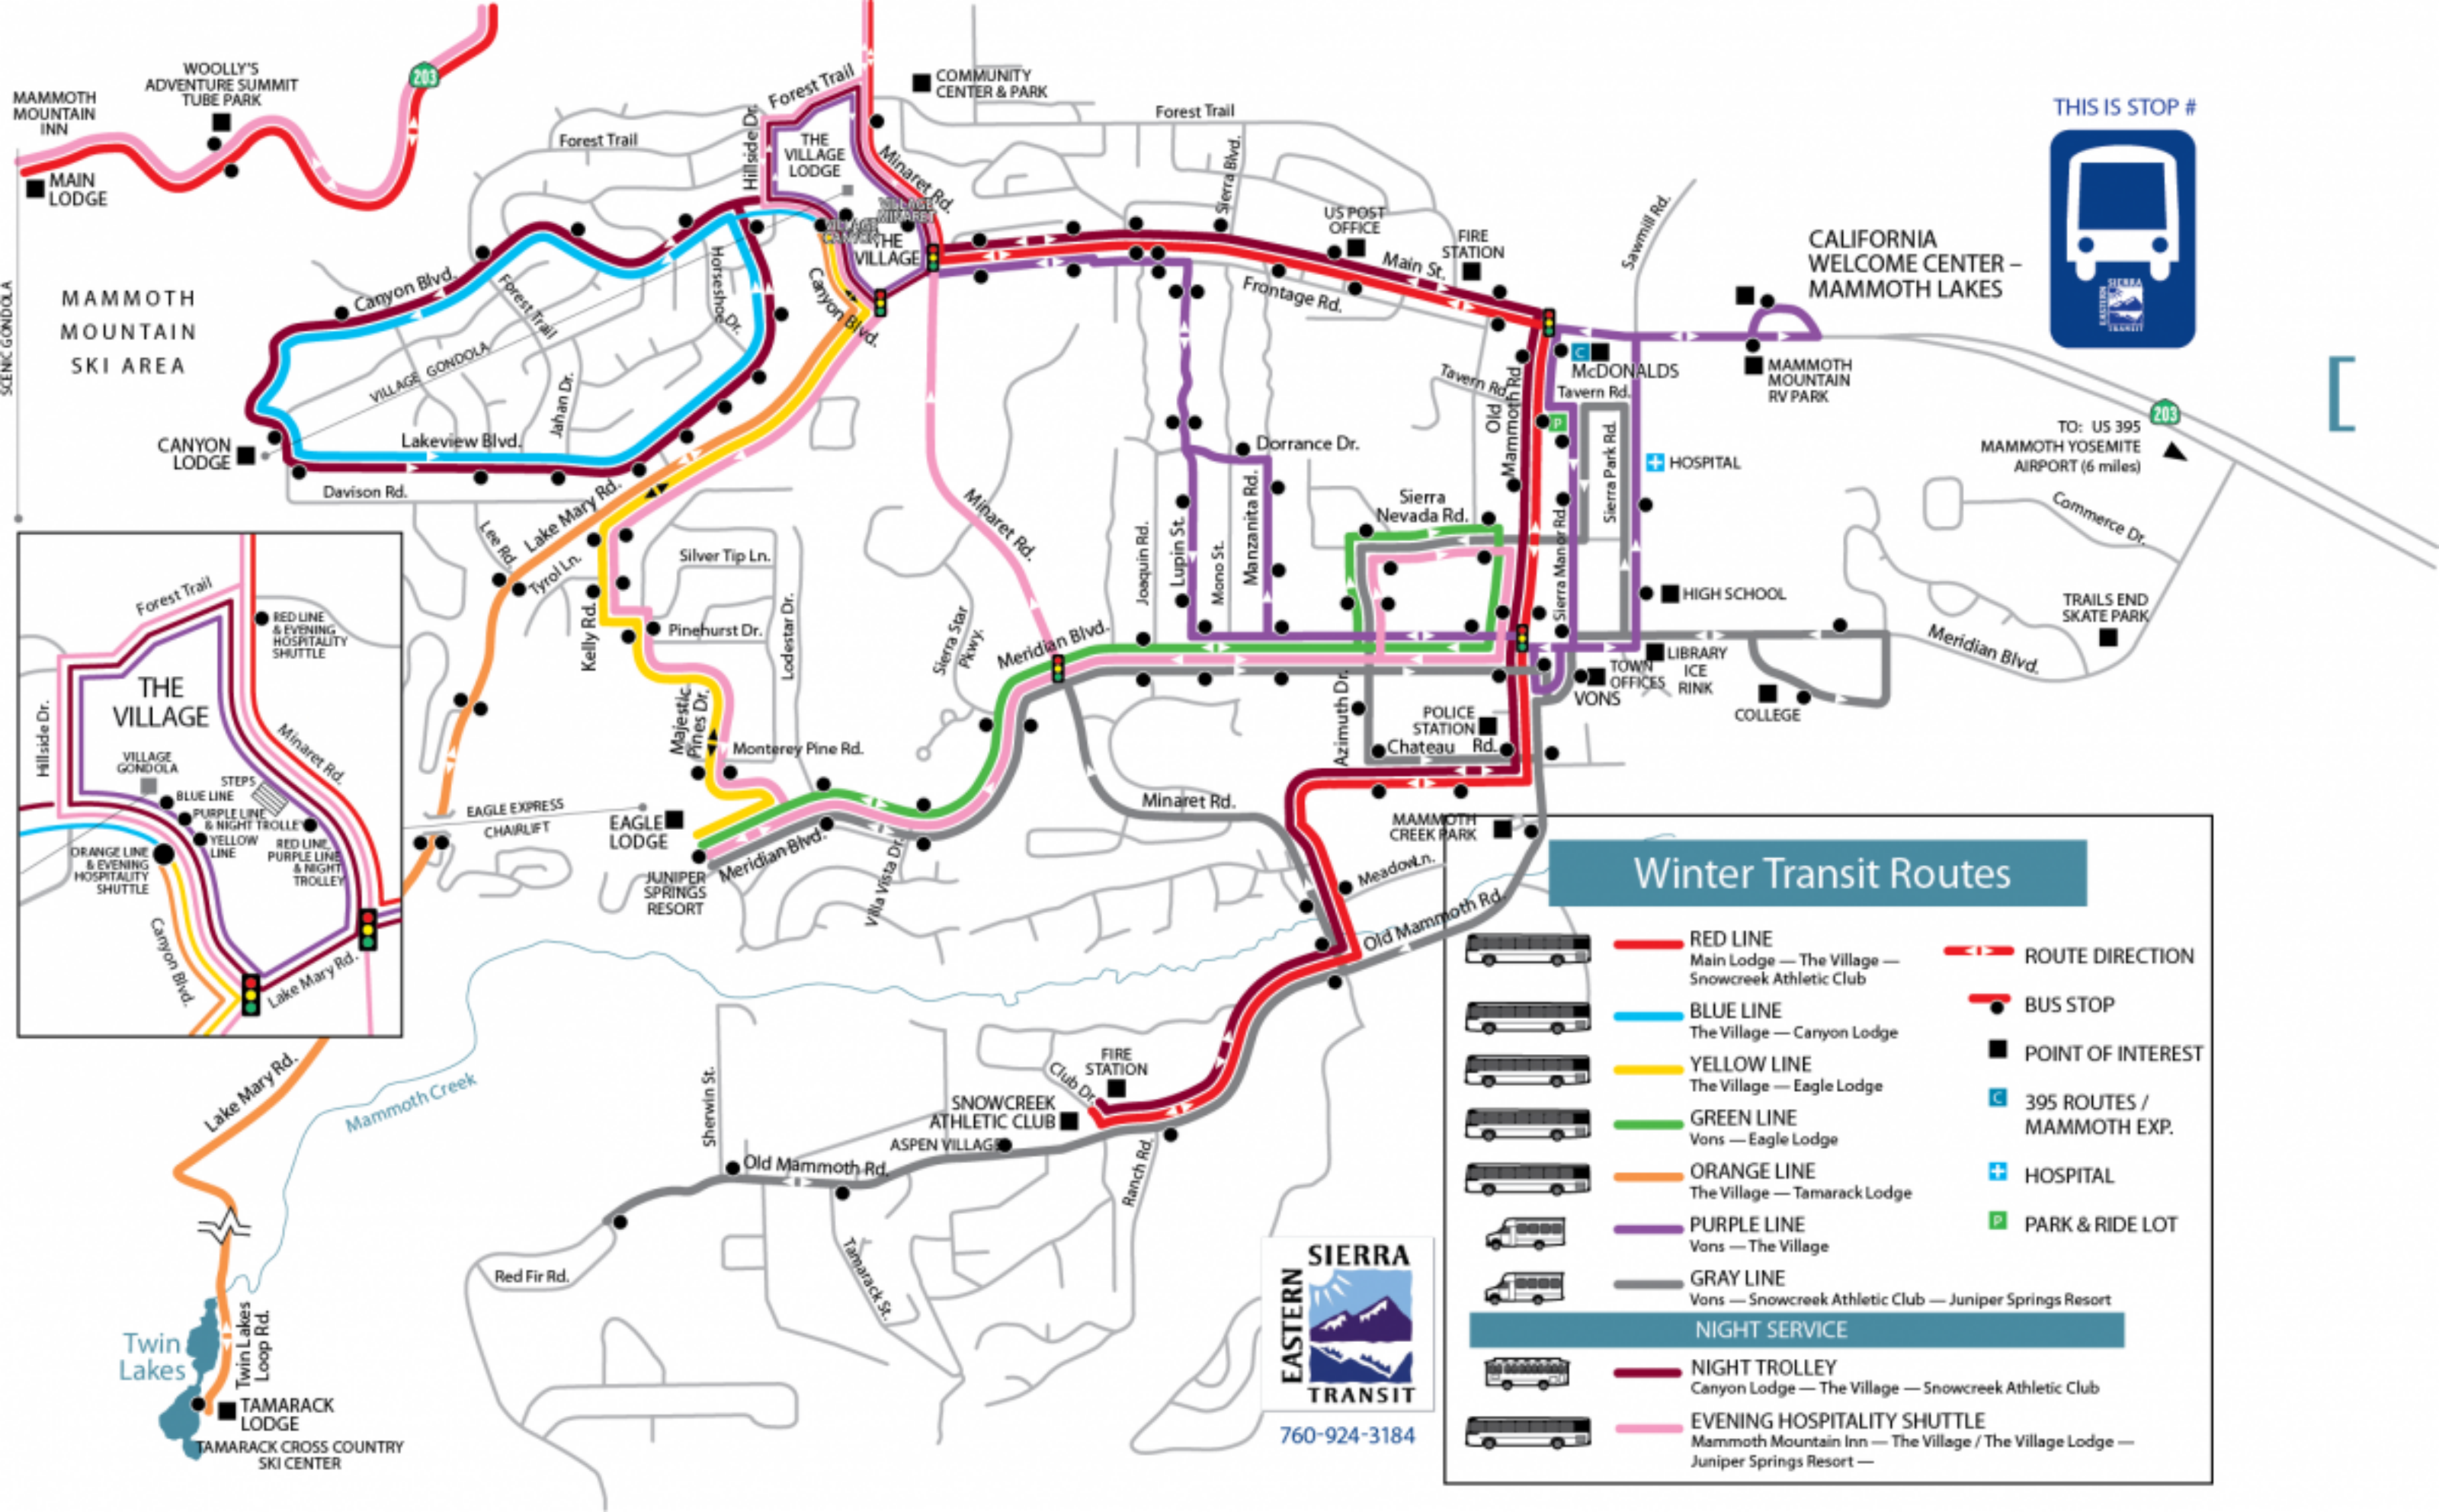 203
WOOLLY'S
ADVENTURE SUMMIT
TUBE PARK
MAMMOTH
MOUNTAIN
INN
MAIN
LODGE
SCENIC GONDOLA
MAMMOTH
MOUNTAIN
SKI AREA
Forest Trail
COMMUNITY
CENTER & PARK
Forest Trail
Forest Trail
Hillside Dr.
THE
VILLAGE
LODGE
Minaret Rd.
VILLAGE
MINARET
VILLAGE
CANYON
THE
VILLAGE
Sierra Blvd.
US POST
OFFICE
FIRE
STATION
Main St.
Frontage Rd.
Sawmill Rd.
CALIFORNIA
WELCOME CENTER –
MAMMOTH LAKES
THIS IS STOP #
EASTERN
SIERRA
TRANSIT
Canyon Blvd.
Forest Trail
Horseshoe Dr.
Canyon Blvd.
VILLAGE GONDOLA
Jahan Dr.
Lakeview Blvd.
CANYON
LODGE
Davison Rd.
Tavern Rd.
Old
Mammoth Rd.
C
McDONALDS
Tavern Rd.
P
MAMMOTH
MOUNTAIN
RV PARK
203
TO: US 395
MAMMOTH YOSEMITE
AIRPORT (6 miles)
HOSPITAL
Sierra Park Rd.
Dorrance Dr.
Manzanita Rd.
Sierra
Nevada Rd.
Commerce Dr.
Lee Rd.
Lake Mary Rd.
Tyrol Ln.
Silver Tip Ln.
Kelly Rd.
Pinehurst Dr.
Lodestar Dr.
Sierra Star
Pkwy.
Minaret Rd.
Meridian Blvd.
Joaquin Rd.
Lupin St.
Mono St.
Sierra Manor Rd.
HIGH SCHOOL
TRAILS END
SKATE PARK
Meridian Blvd.
LIBRARY
ICE
RINK
TOWN
OFFICES
VONS
COLLEGE
Majestic
Pines Dr.
Monterey Pine Rd.
Azimuth Dr.
POLICE
STATION
Chateau Rd.
EAGLE EXPRESS
CHAIRLIFT
EAGLE
LODGE
JUNIPER
SPRINGS
RESORT
Meridian Blvd.
Villa Vista Dr.
Minaret Rd.
MAMMOTH
CREEK PARK
Meadow Ln.
Old Mammoth Rd.
Forest Trail
RED LINE
& EVENING
HOSPITALITY
SHUTTLE
THE
VILLAGE
Hillside Dr.
Minaret Rd.
VILLAGE
GONDOLA
STEPS
BLUE LINE
PURPLE LINE
& NIGHT TROLLEY
YELLOW
LINE
RED LINE,
PURPLE LINE
& NIGHT
TROLLEY
ORANGE LINE
& EVENING
HOSPITALITY
SHUTTLE
Canyon Blvd.
Lake Mary Rd.
Lake Mary Rd.
Mammoth Creek
Sherwin St.
FIRE
STATION
Club Dr.
SNOWCREEK
ATHLETIC CLUB
ASPEN VILLAGE
Old Mammoth Rd.
Ranch Rd.
Tamarack St.
Red Fir Rd.
Twin
Lakes
Twin Lakes
Loop Rd.
TAMARACK
LODGE
TAMARACK CROSS COUNTRY
SKI CENTER
EASTERN
SIERRA
TRANSIT
760-924-3184
Winter Transit Routes
RED LINE
Main Lodge — The Village —
Snowcreek Athletic Club
BLUE LINE
The Village — Canyon Lodge
YELLOW LINE
The Village — Eagle Lodge
GREEN LINE
Vons — Eagle Lodge
ORANGE LINE
The Village — Tamarack Lodge
PURPLE LINE
Vons — The Village
GRAY LINE
Vons — Snowcreek Athletic Club — Juniper Springs Resort
ROUTE DIRECTION
BUS STOP
POINT OF INTEREST
C
395 ROUTES /
MAMMOTH EXP.
HOSPITAL
P
PARK & RIDE LOT
NIGHT SERVICE
NIGHT TROLLEY
Canyon Lodge — The Village — Snowcreek Athletic Club
EVENING HOSPITALITY SHUTTLE
Mammoth Mountain Inn — The Village / The Village Lodge —
Juniper Springs Resort —